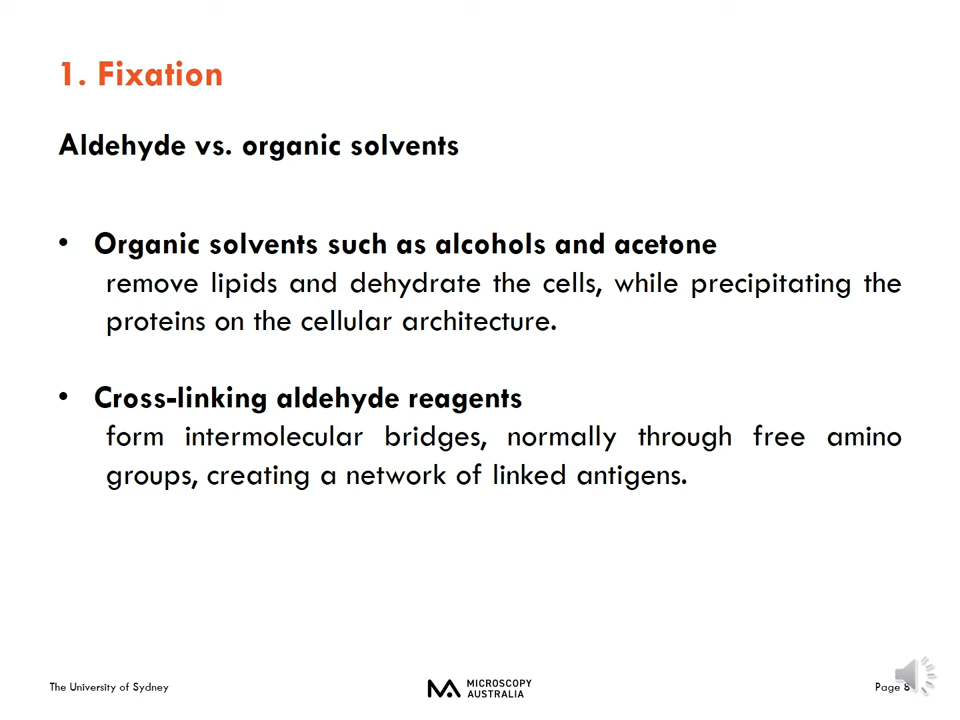 1. Fixation
Aldehyde vs. organic solvents
• Organic solvents such as alcohols and acetone
remove lipids and dehydrate the cells, while precipitating the
proteins on the cellular architecture.
• Cross-linking aldehyde reagents
form intermolecular bridges, normally through free amino
groups, creating a network of linked antigens.
The University of Sydney
MICROSCOPY
AUSTRALIA
Page 8